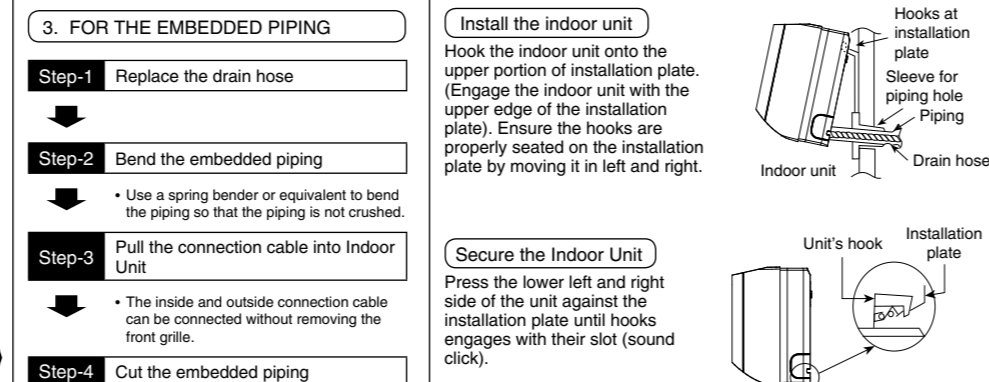 3. FOR THE EMBEDDED PIPING
Step-1 Replace the drain hose
Step-2 Bend the embedded piping
• Use a spring bender or equivalent to bend
the piping so that the piping is not crushed.
Step-3 Pull the connection cable into Indoor
Unit
• The inside and outside connection cable
can be connected without removing the
front grille.
Step-4 Cut the embedded piping
Install the indoor unit
Hook the indoor unit onto the
upper portion of installation plate.
(Engage the indoor unit with the
upper edge of the installation
plate). Ensure the hooks are
properly seated on the installation
plate by moving it in left and right.
Hooks at
installation
plate
Sleeve for
piping hole
Piping
Drain hose
Indoor unit
Secure the Indoor Unit
Press the lower left and right
side of the unit against the
installation plate until hooks
engages with their slot (sound
click).
Unit's hook
Installation
plate